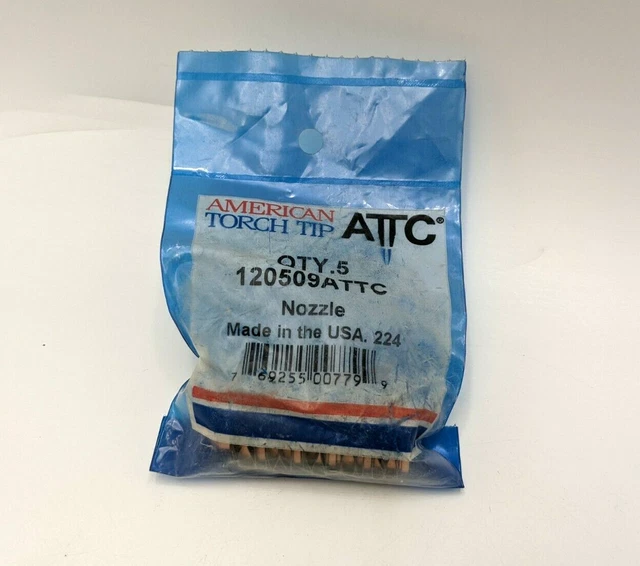 AMERICAN
TORCH TIP ATTC®
QTY.5
120509ATTC
Nozzle
Made in the USA. 224
7 69255 00779 9